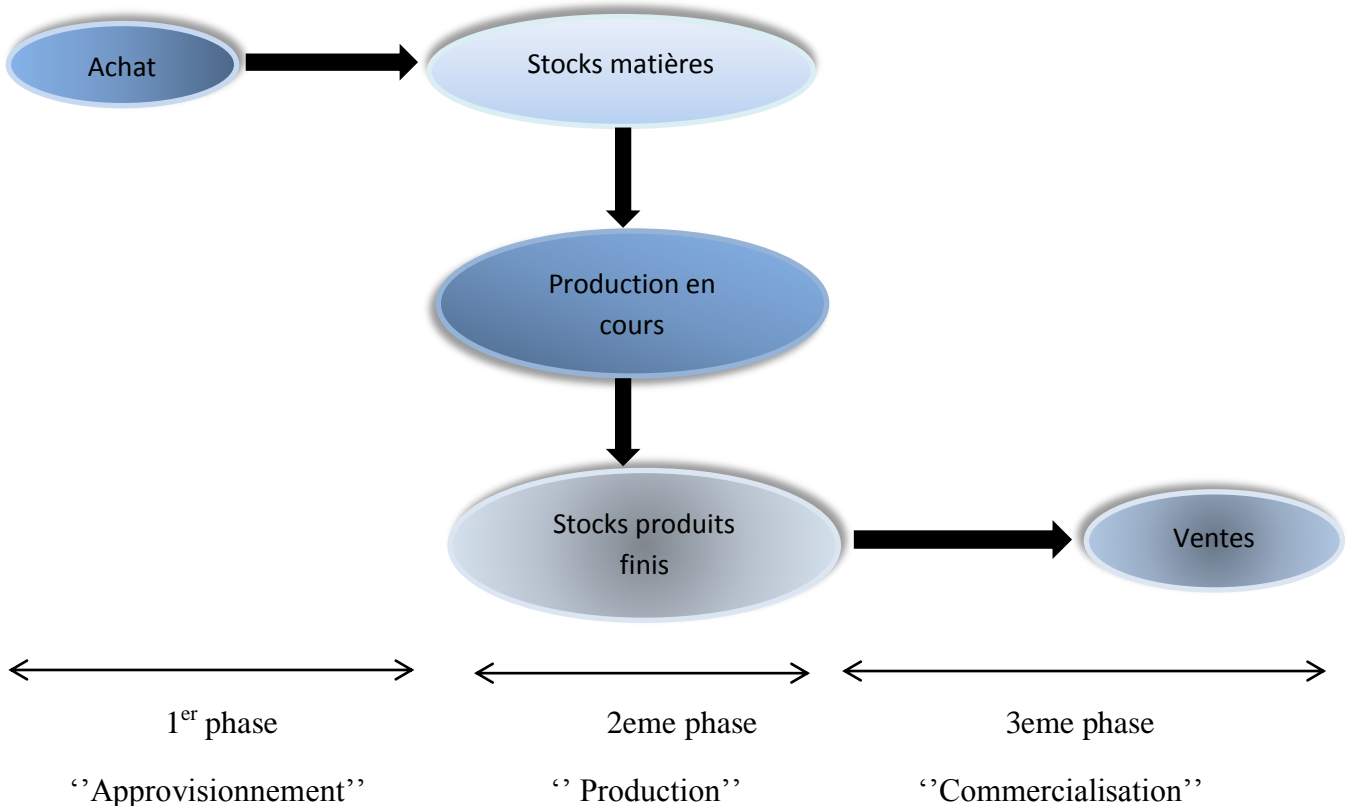 Achat
Stocks matières
Production en
cours
Stocks produits
finis
Ventes
1er phase
2eme phase
3eme phase
‘’Approvisionnement’’
‘’ Production’’
‘’Commercialisation’’